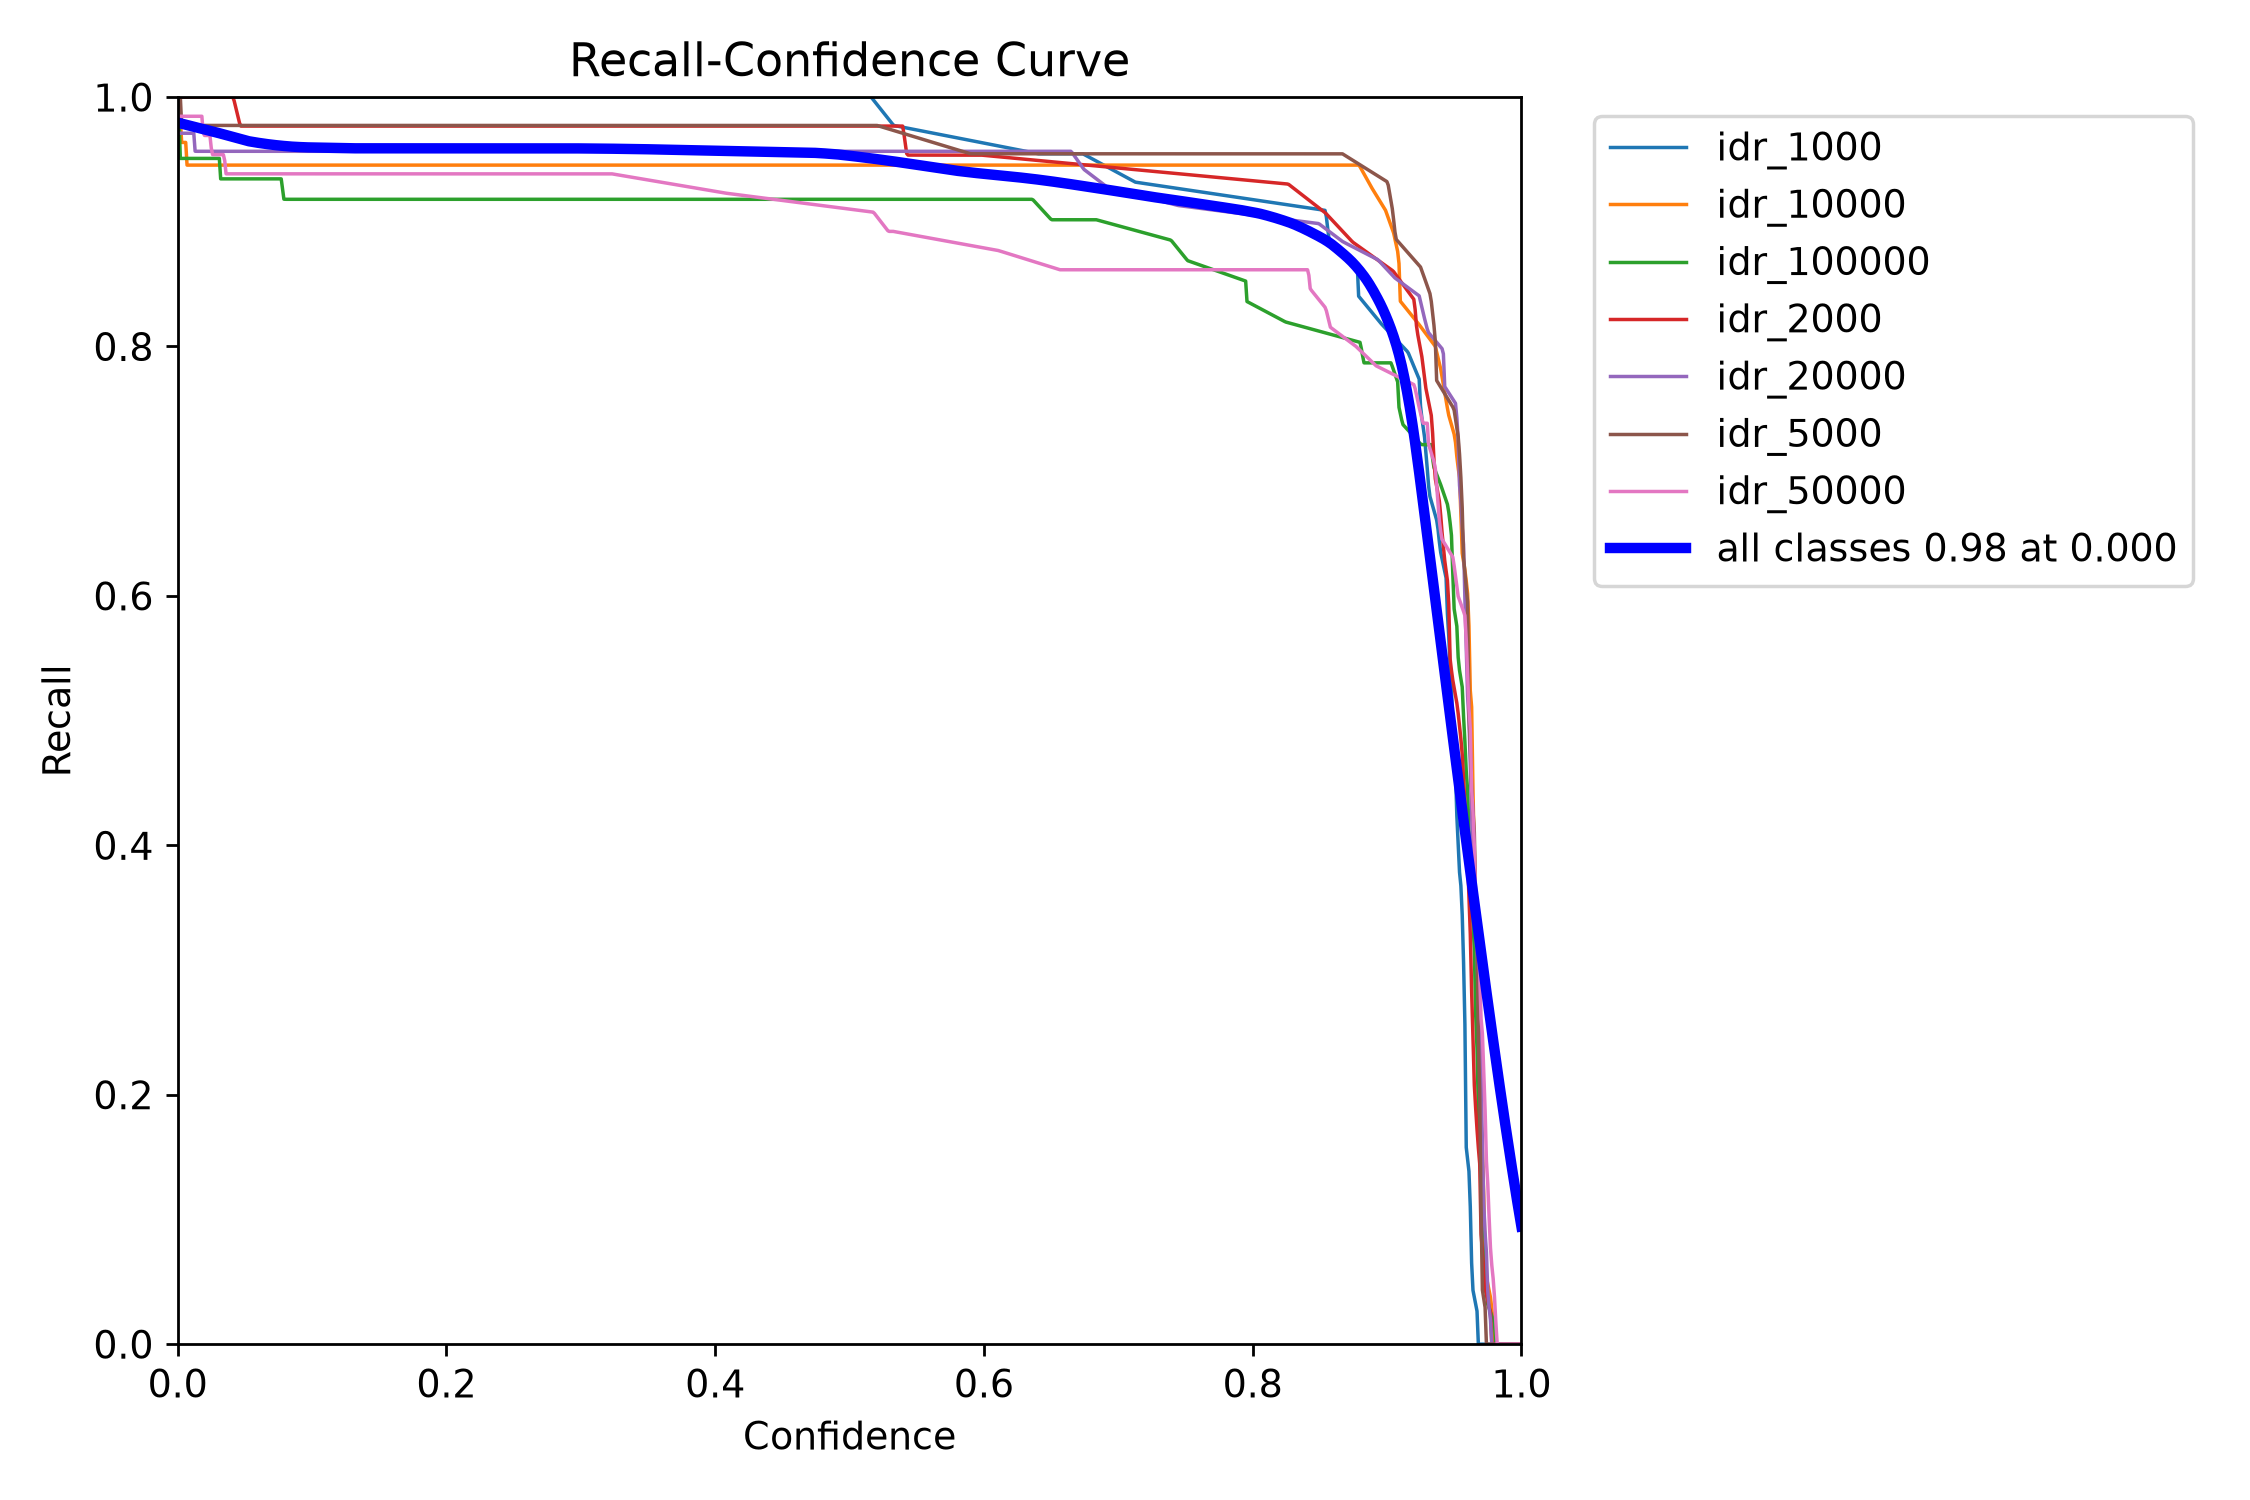 Recall-Confidence Curve
1.0
0.8
0.6
0.4
0.2
0.0
Recall
0.0 0.2 0.4 0.6 0.8 1.0
Confidence
idr_1000
idr_10000
idr_100000
idr_2000
idr_20000
idr_5000
idr_50000
all classes 0.98 at 0.000